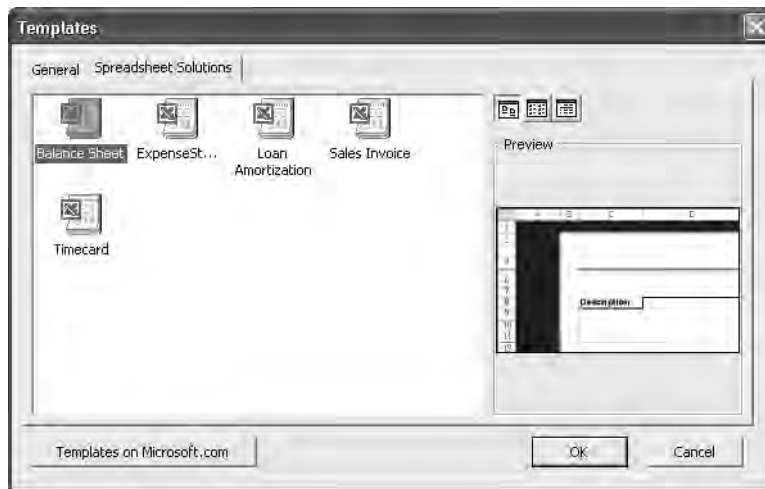 Templates
General Spreadsheet Solutions
Balance Sheet ExpenseSt... Loan Amortization Sales Invoice
Timecard
Preview
Description
Templates on Microsoft.com OK Cancel